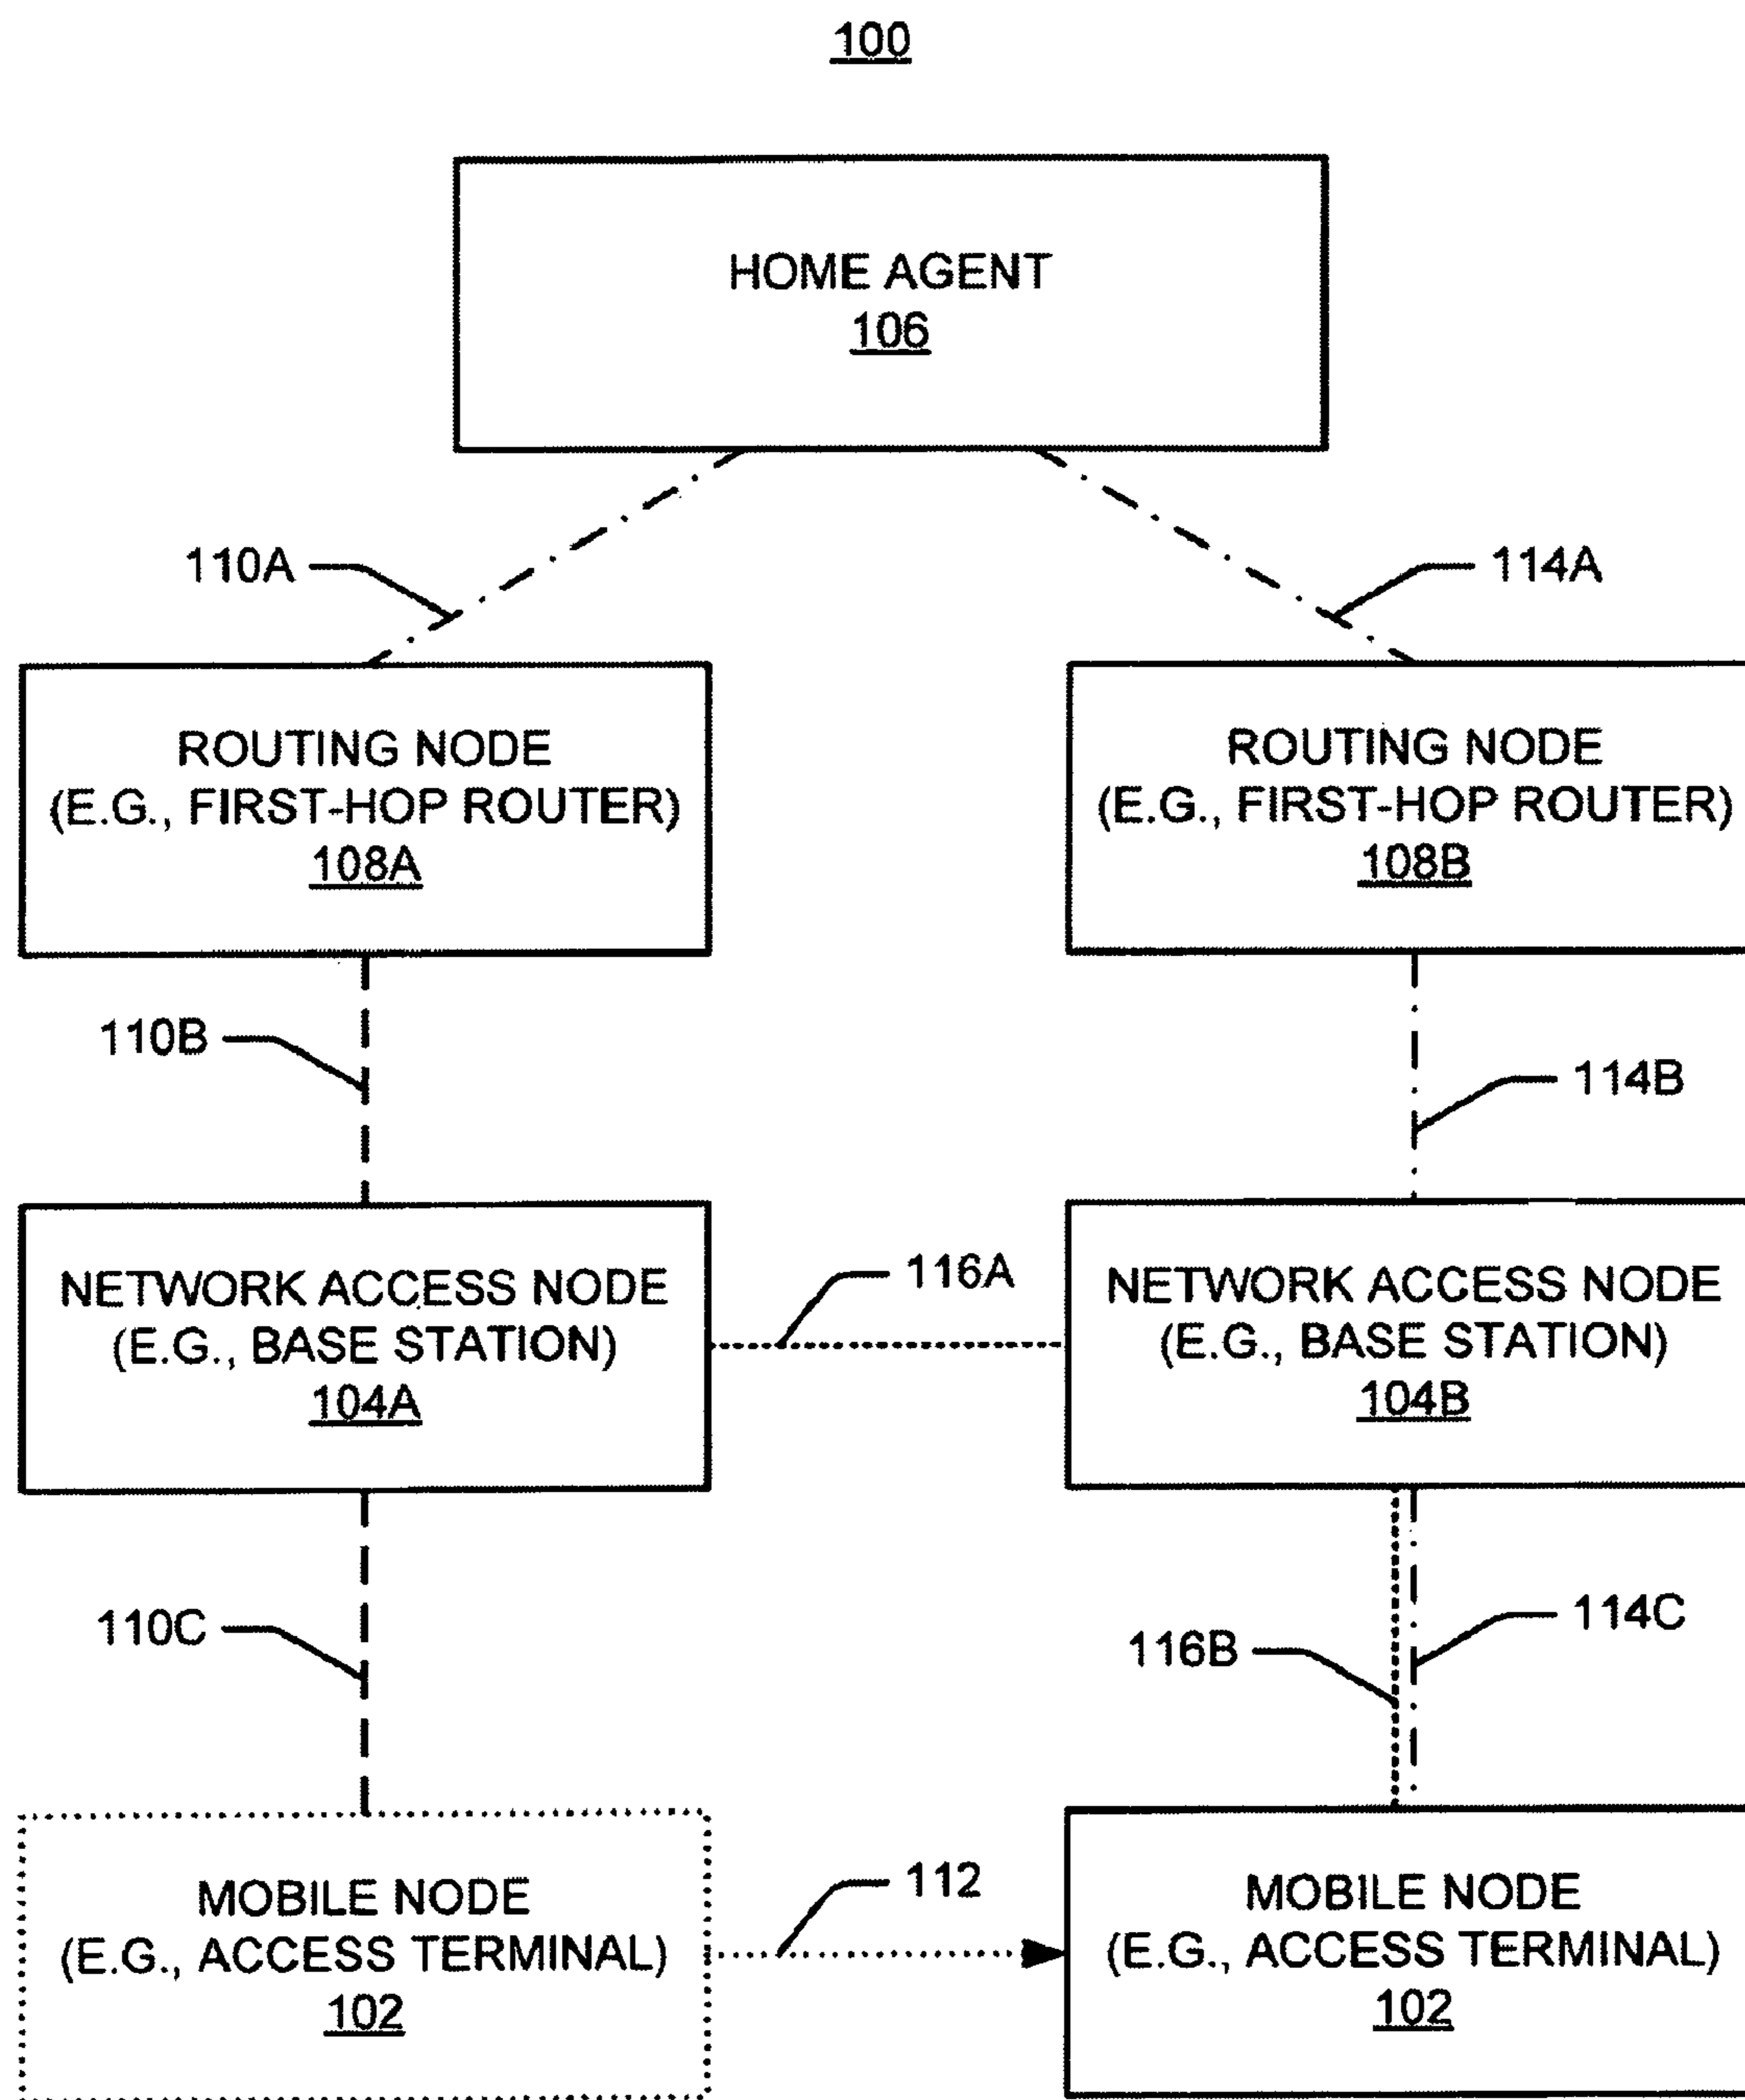 100
HOME AGENT
106
110A
114A
ROUTING NODE
(E.G., FIRST-HOP ROUTER)
108A
ROUTING NODE
(E.G., FIRST-HOP ROUTER)
108B
110B
114B
NETWORK ACCESS NODE
(E.G., BASE STATION)
104A
116A
NETWORK ACCESS NODE
(E.G., BASE STATION)
104B
110C
116B
114C
MOBILE NODE
(E.G., ACCESS TERMINAL)
102
112
MOBILE NODE
(E.G., ACCESS TERMINAL)
102